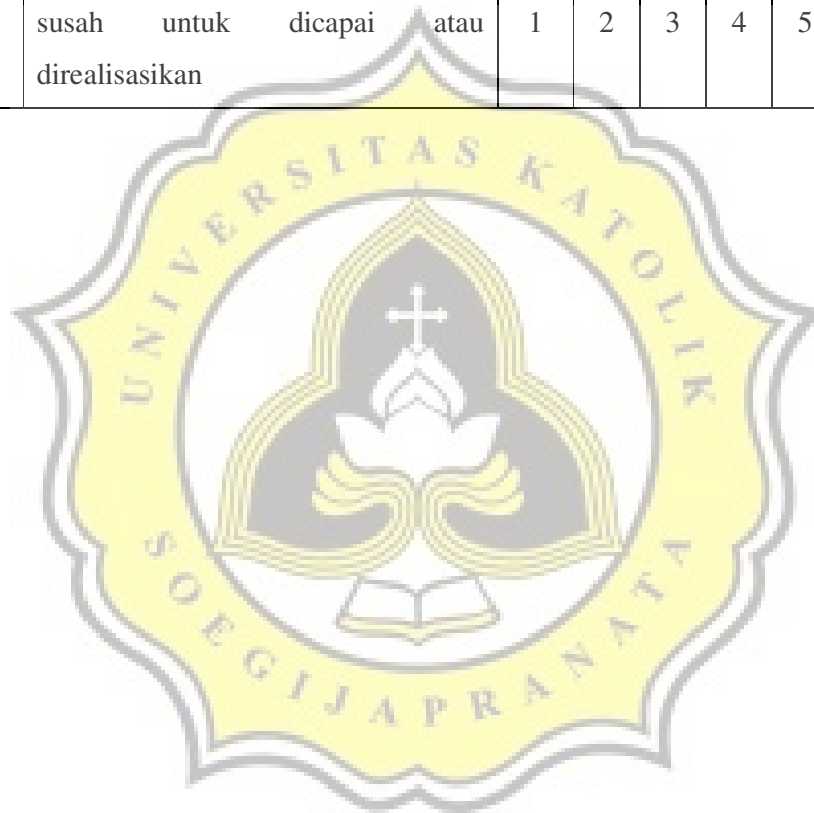 susah untuk dicapai atau 1 2 3 4 5
direalisasikan
UNIVERSITAS KATOLIK
SOEGIJAPRANATA